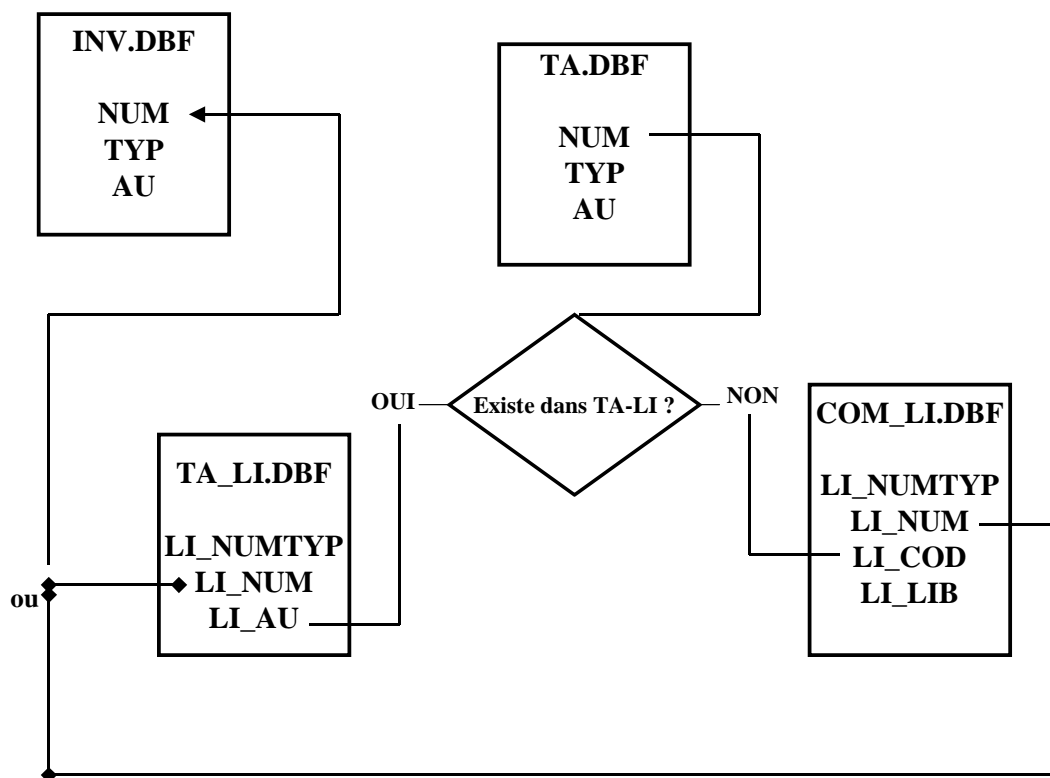 INV.DBF
NUM
TYP
AU
TA.DBF
NUM
TYP
AU
OUI
Existe dans TA-LI ?
NON
TA_LI.DBF
LI_NUMTYP
LI_NUM
LI_AU
COM_LI.DBF
LI_NUMTYP
LI_NUM
LI_COD
LI_LIB
ou